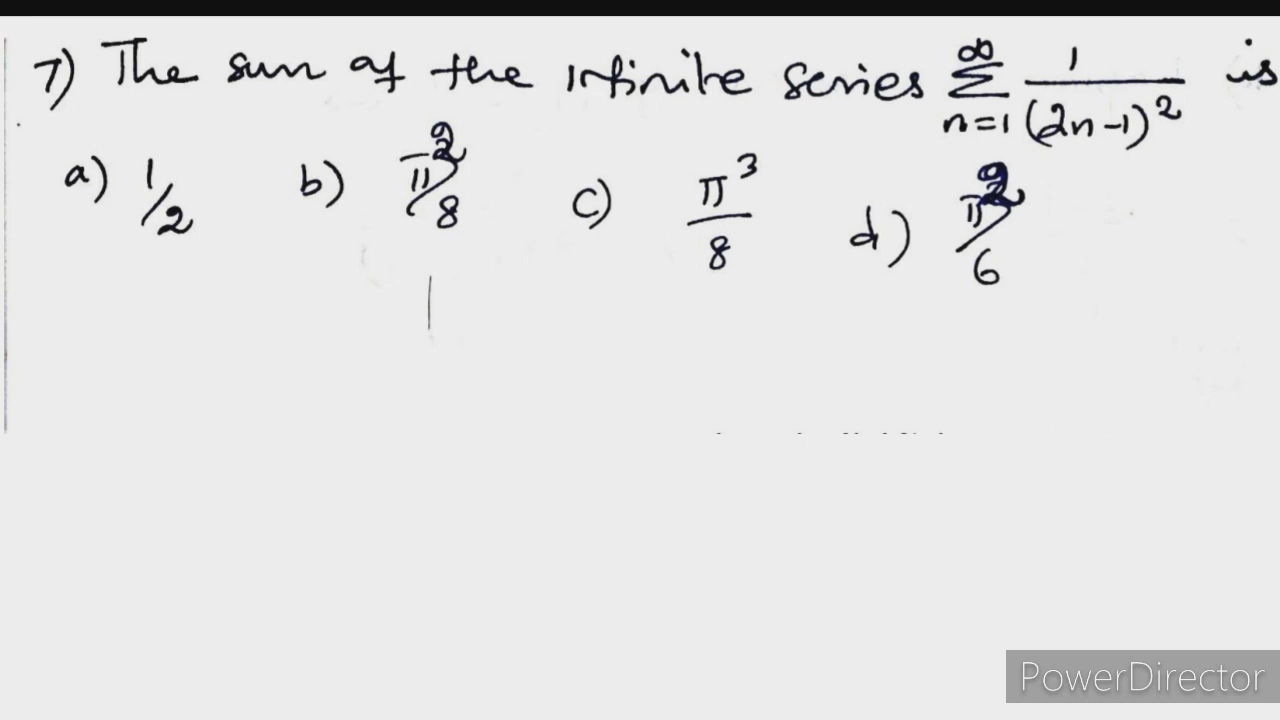 7) The sum of the infinite series ∞∑n=1 1/(2n-1)² is
a) 1/2 b) π²/8 c) π³/8 d) π²/6
PowerDirector